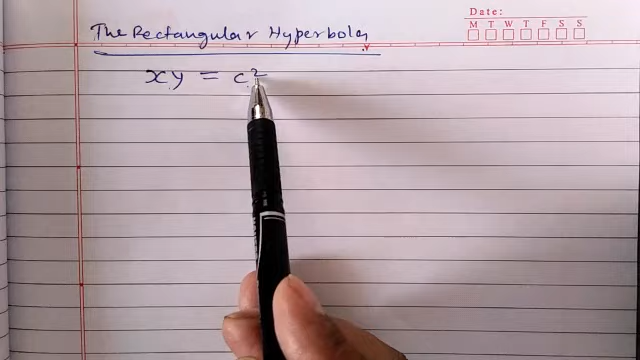 Date:
M T W T F S S
The Rectangular Hyperbola
xy = c²